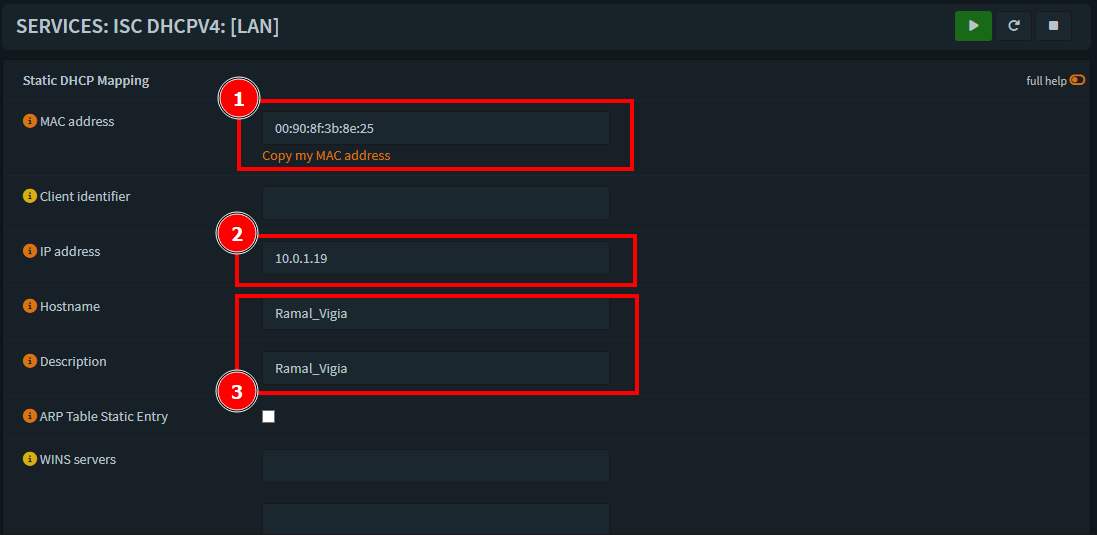 SERVICES: ISC DHCPV4: [LAN]
Static DHCP Mapping
full help
1
MAC address
00:90:8f:3b:8e:25
Copy my MAC address
Client identifier
2
IP address
10.0.1.19
Hostname
Ramal_Vigia
Description
Ramal_Vigia
3
ARP Table Static Entry
WINS servers